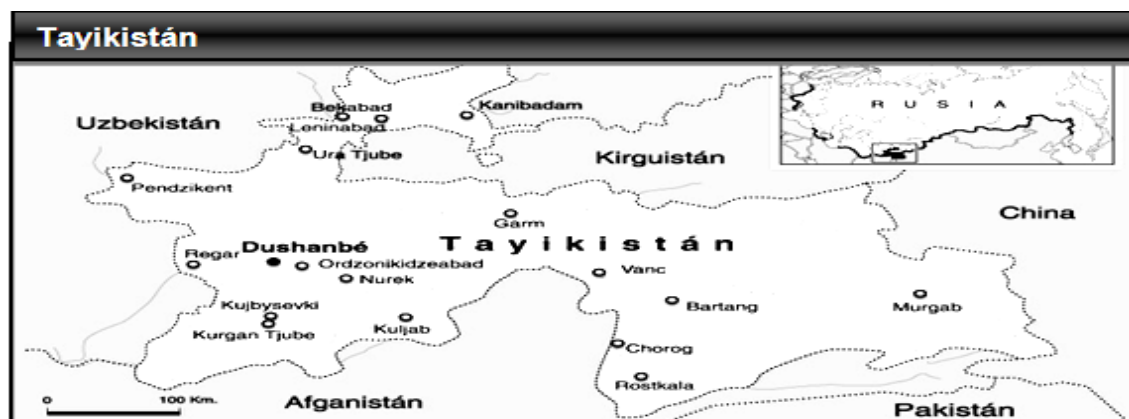 Tayikistán
Bekabad
Kanibadam
RUSIA
Uzbekistán
Leninabad
Ura Tjube
Kirguistán
Pendzikent
China
Garm
Dushanbé
Tayikistán
Regar
Ordzonikidzeabad
Vanc
Nurek
Bartang
Murgab
Kujbysevki
Kurgan Tjube
Kuljab
Chorog
Rostkala
0 100 Km.
Afganistán
Pakistán